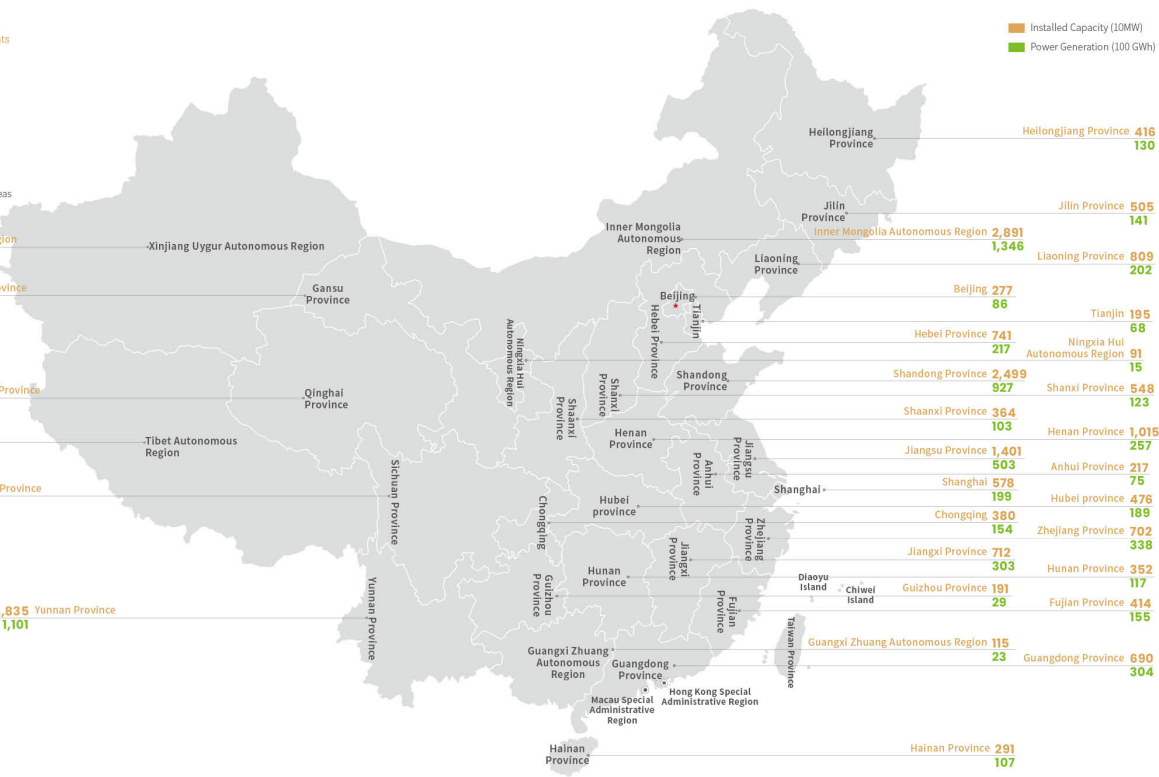 Installed Capacity (10MW)
Power Generation (100 GWh)
Heilongjiang
Province
Heilongjiang Province 416
130
Jilin
Province
Jilin Province 505
141
Inner Mongolia
Autonomous
Region
Inner Mongolia Autonomous Region 2,891
1,346
Xinjiang Uygur Autonomous Region
Liaoning
Province
Liaoning Province 809
202
Gansu
Province
Beijing
Beijing 277
86
Tianjin
Tianjin 195
68
Hebei Province
Hebei Province 741
217
Ningxia Hui
Autonomous Region
Ningxia Hui
Autonomous Region 91
15
Shandong
Province
Shandong Province 2,499
927
Shanxi
Province
Shanxi Province 548
123
Province
Qinghai
Province
Shaanxi
Province
Shaanxi Province 364
103
Henan
Province
Henan Province 1,015
257
Tibet Autonomous
Region
Jiangsu
Province
Jiangsu Province 1,401
503
Anhui
Province
Anhui Province 217
75
Sichuan Province
Province
Shanghai
Shanghai 578
199
Hubei
province
Hubei province 476
189
Chongqing
Chongqing 380
154
Zhejiang
Province
Zhejiang Province 702
338
Jiangxi
Province
Jiangxi Province 712
303
Hunan
Province
Hunan Province 352
117
Diaoyu
Island
Chiwei
Island
Guizhou
Province
Guizhou Province 191
29
Fujian
Province
Fujian Province 414
155
,835 Yunnan Province
1,101
Yunnan Province
Taiwan Province
Guangxi Zhuang
Autonomous
Region
Guangxi Zhuang Autonomous Region 115
23
Guangdong
Province
Guangdong Province 690
304
Hong Kong Special
Administrative Region
Macau Special
Administrative
Region
Hainan
Province
Hainan Province 291
107